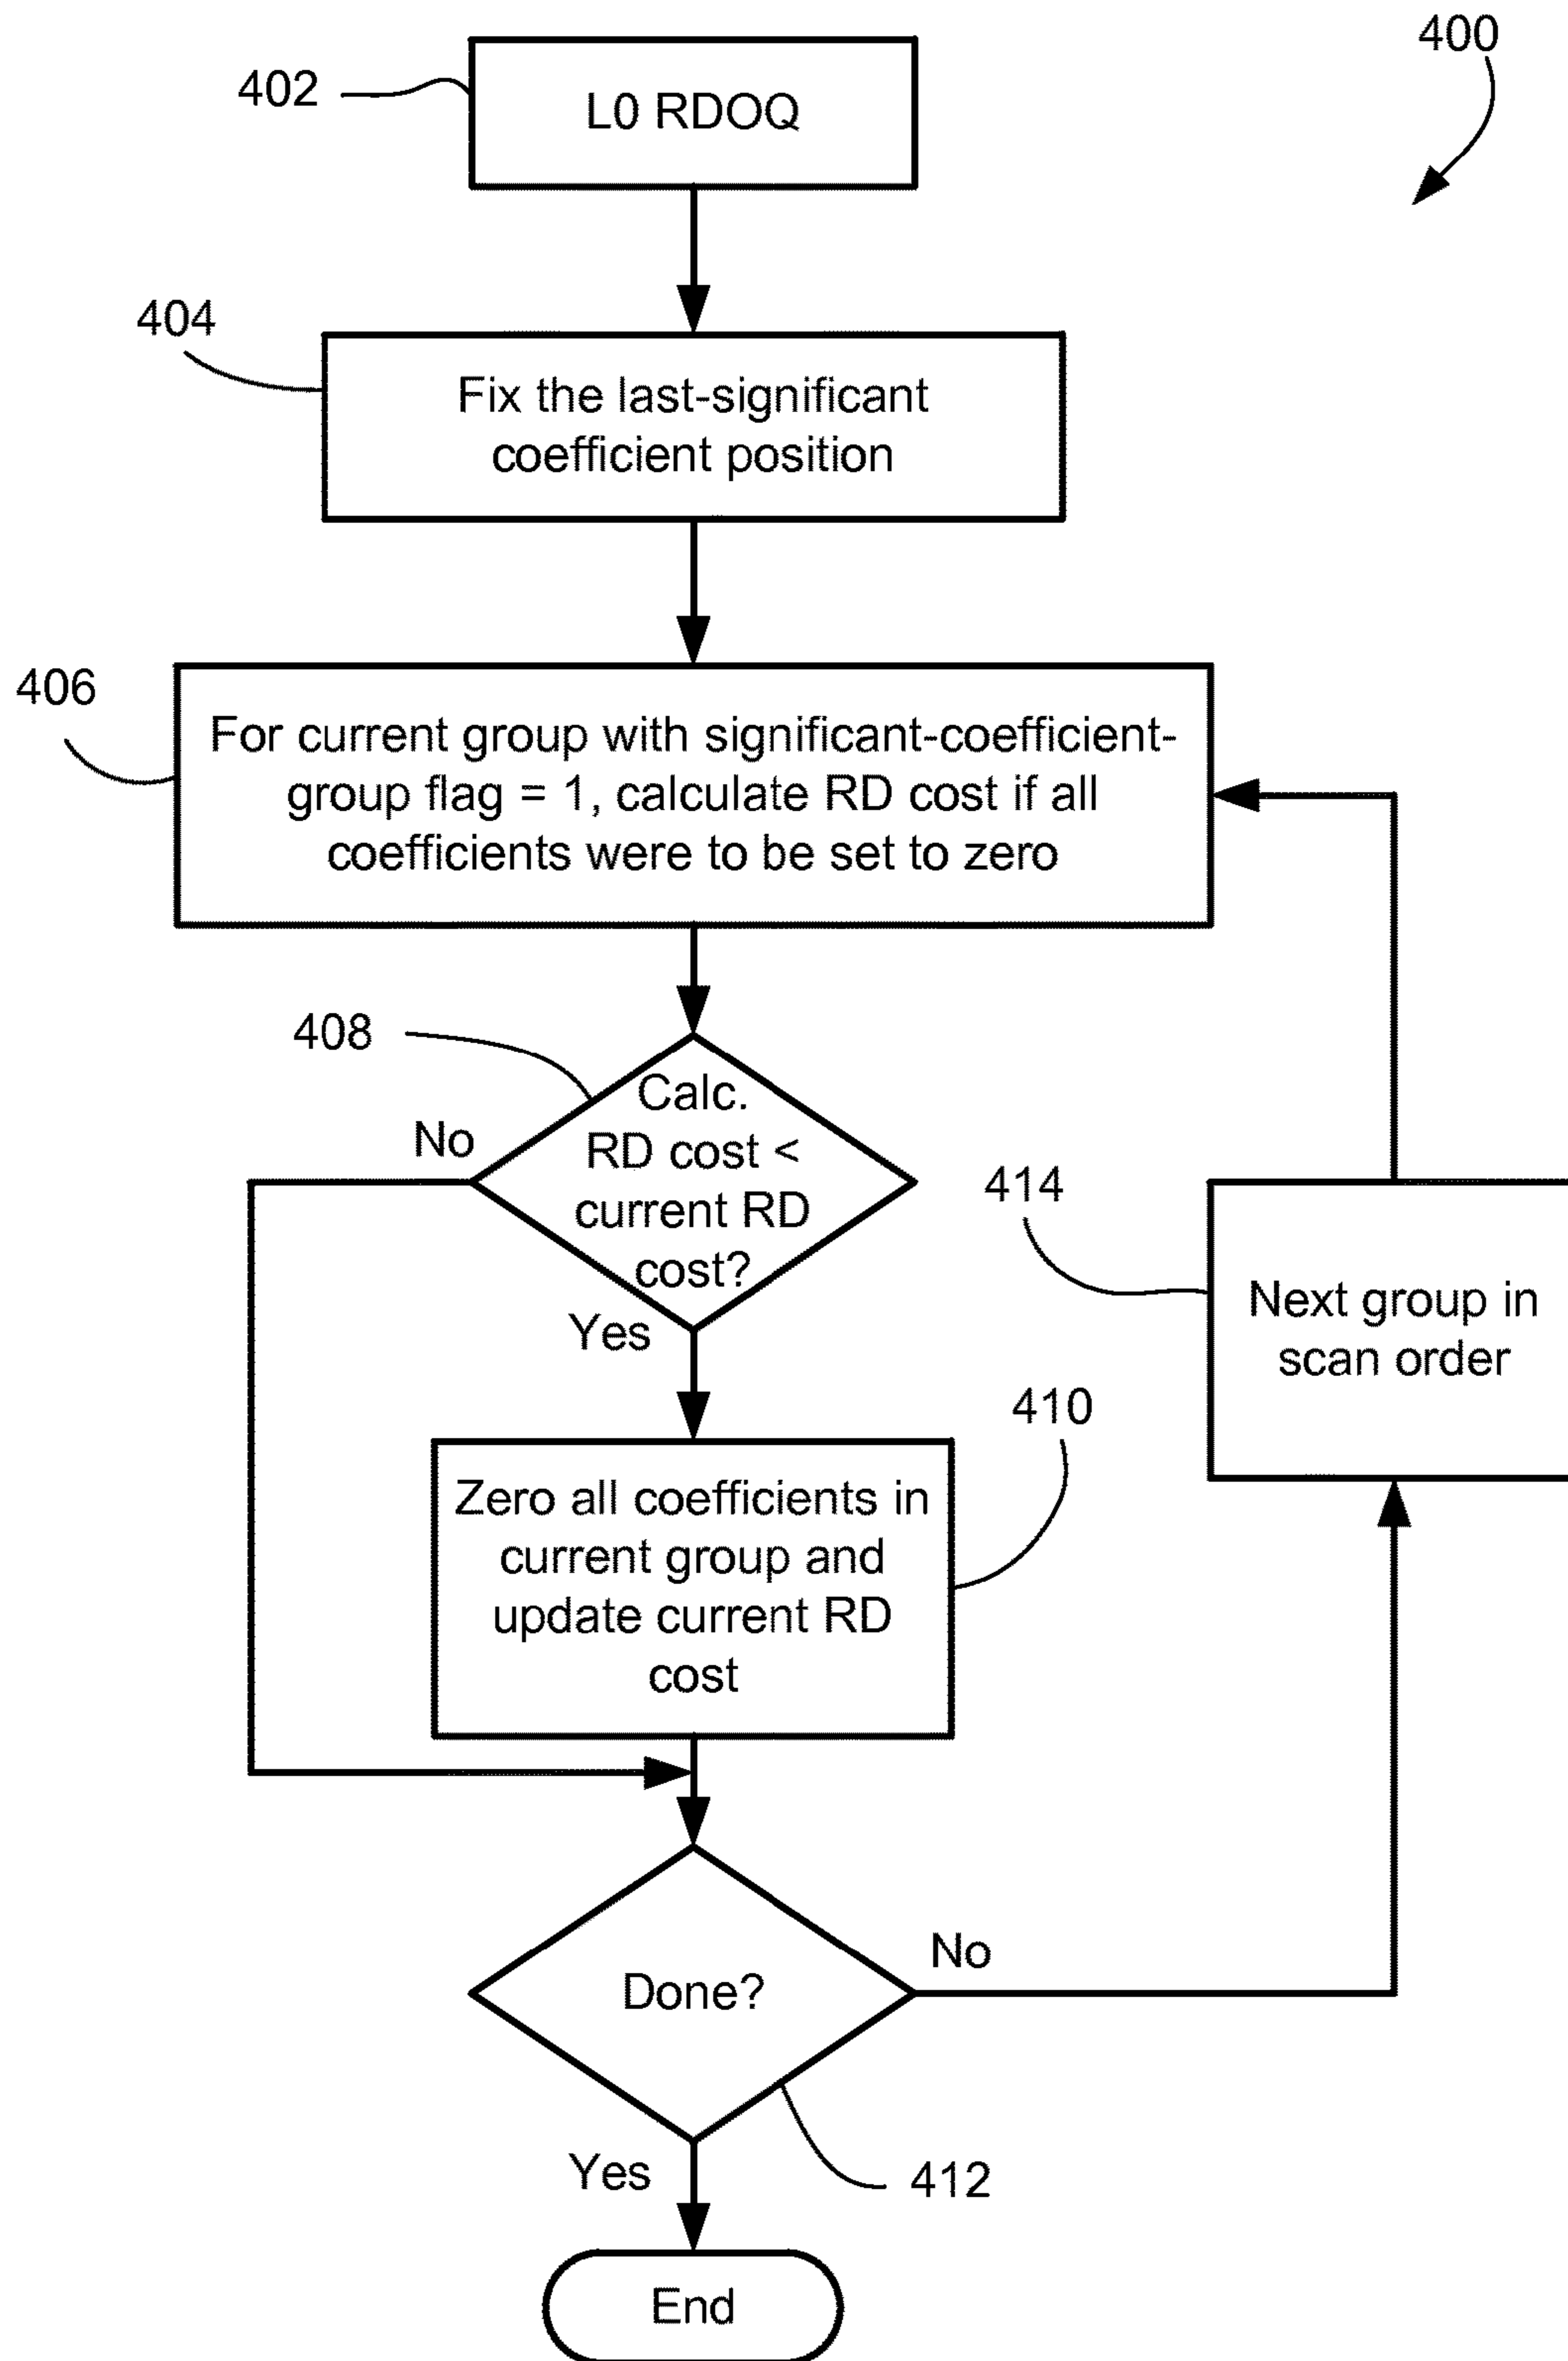 400
402
L0 RDOQ
404
Fix the last-significant
coefficient position
406
For current group with significant-coefficient-
group flag = 1, calculate RD cost if all
coefficients were to be set to zero
408
Calc.
RD cost <
current RD
cost?
No
Yes
414
Next group in
scan order
410
Zero all coefficients in
current group and
update current RD
cost
Done?
No
Yes
412
End